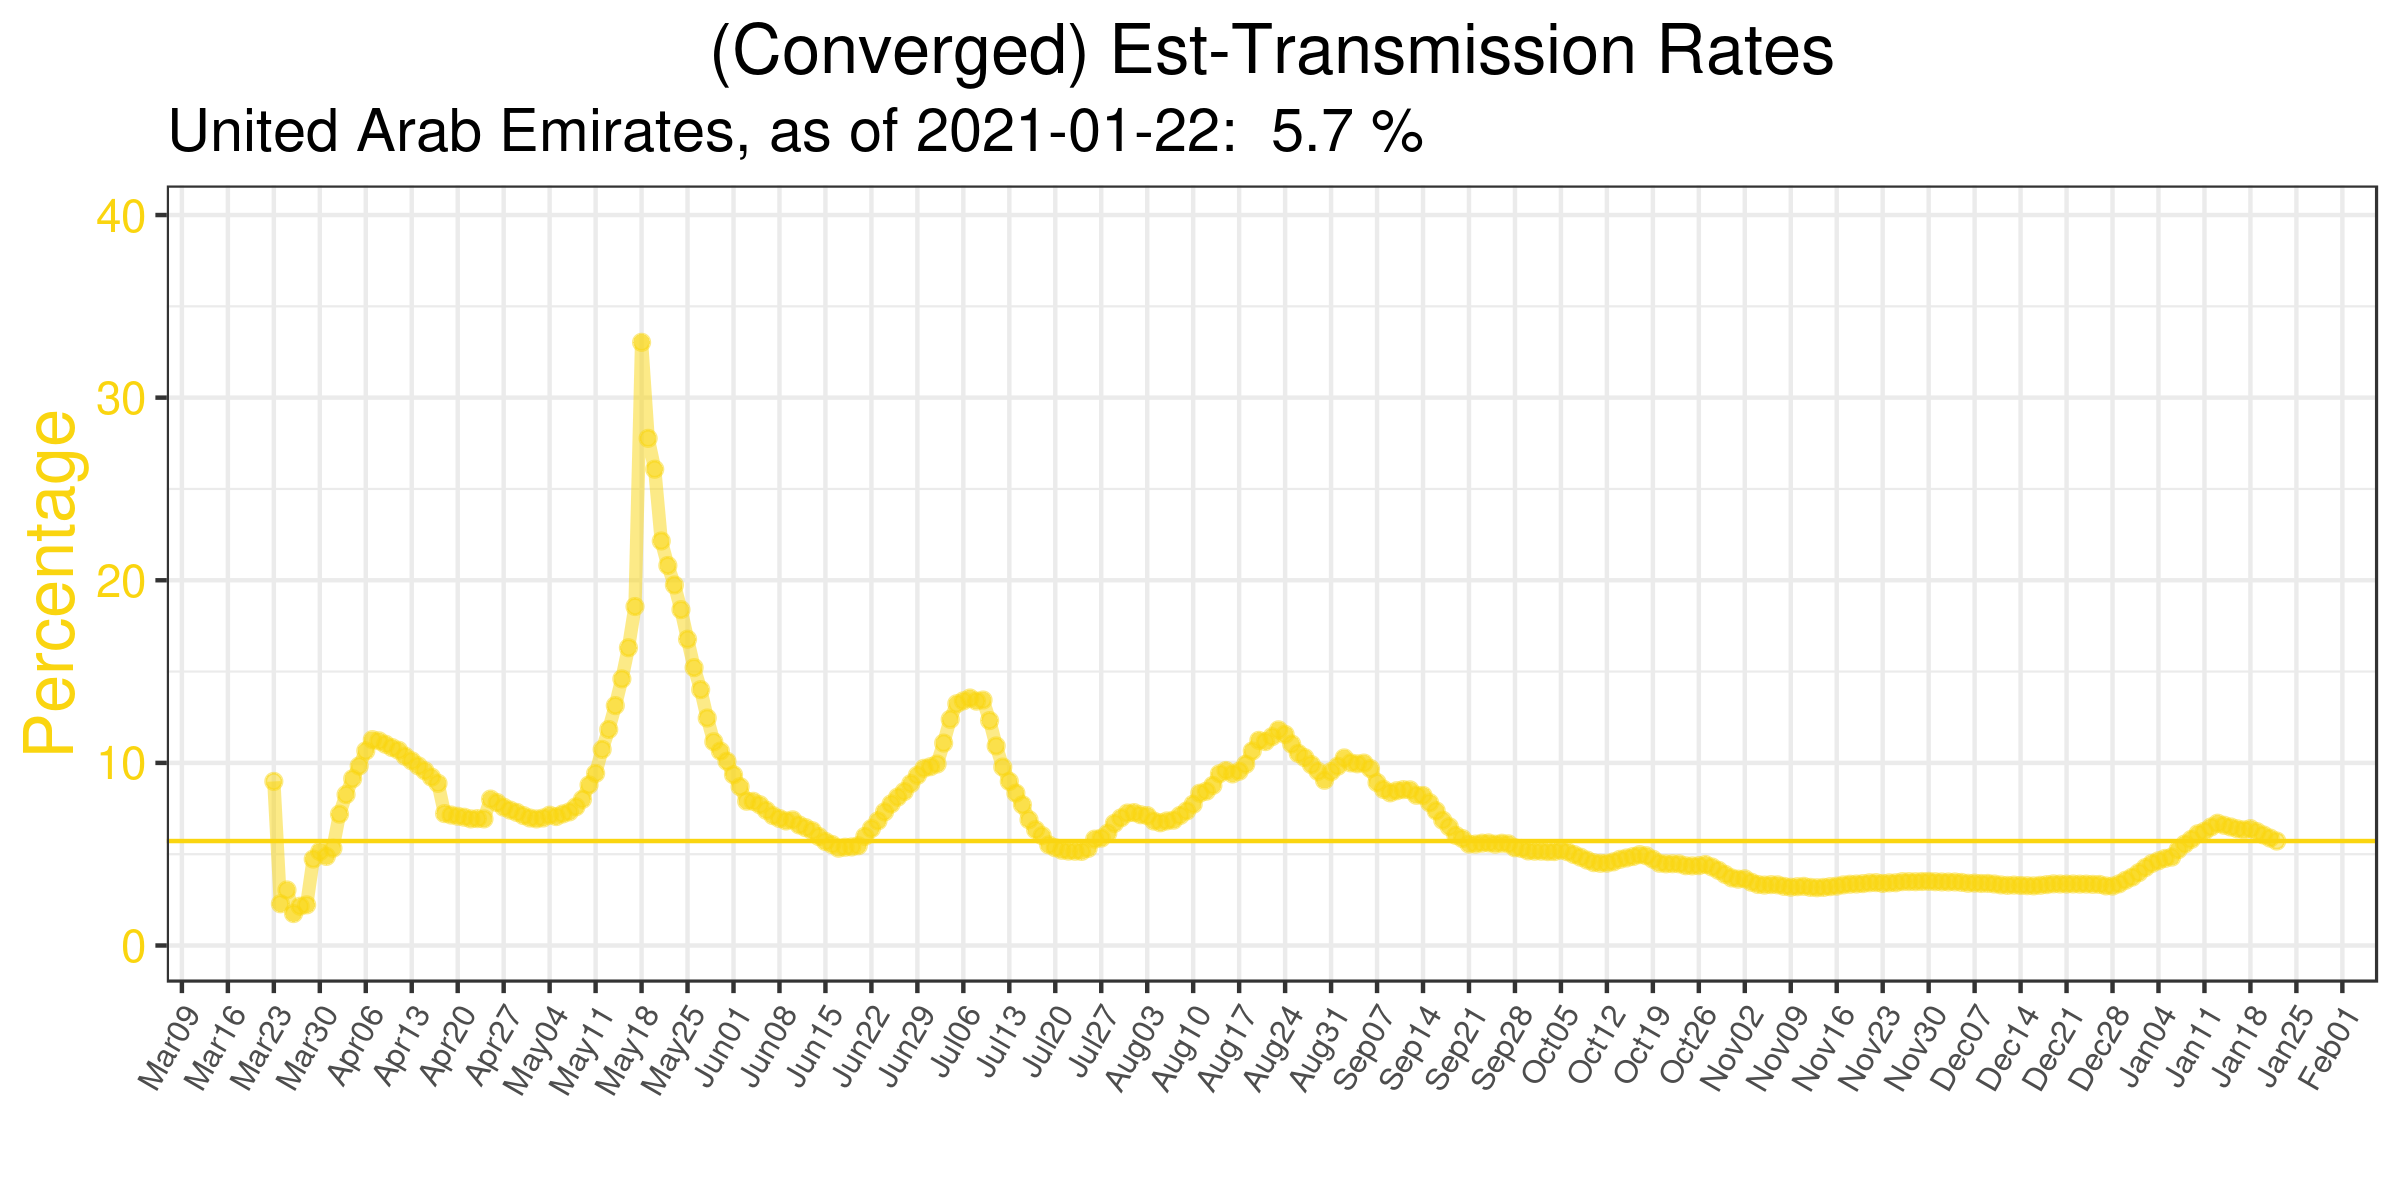 (Converged) Est-Transmission Rates
United Arab Emirates, as of 2021-01-22:  5.7 %
Percentage
40
30
20
10
0
Mar09
Mar16
Mar23
Mar30
Apr06
Apr13
Apr20
Apr27
May04
May11
May18
May25
Jun01
Jun08
Jun15
Jun22
Jun29
Jul06
Jul13
Jul20
Jul27
Aug03
Aug10
Aug17
Aug24
Aug31
Sep07
Sep14
Sep21
Sep28
Oct05
Oct12
Oct19
Oct26
Nov02
Nov09
Nov16
Nov23
Nov30
Dec07
Dec14
Dec21
Dec28
Jan04
Jan11
Jan18
Jan25
Feb01